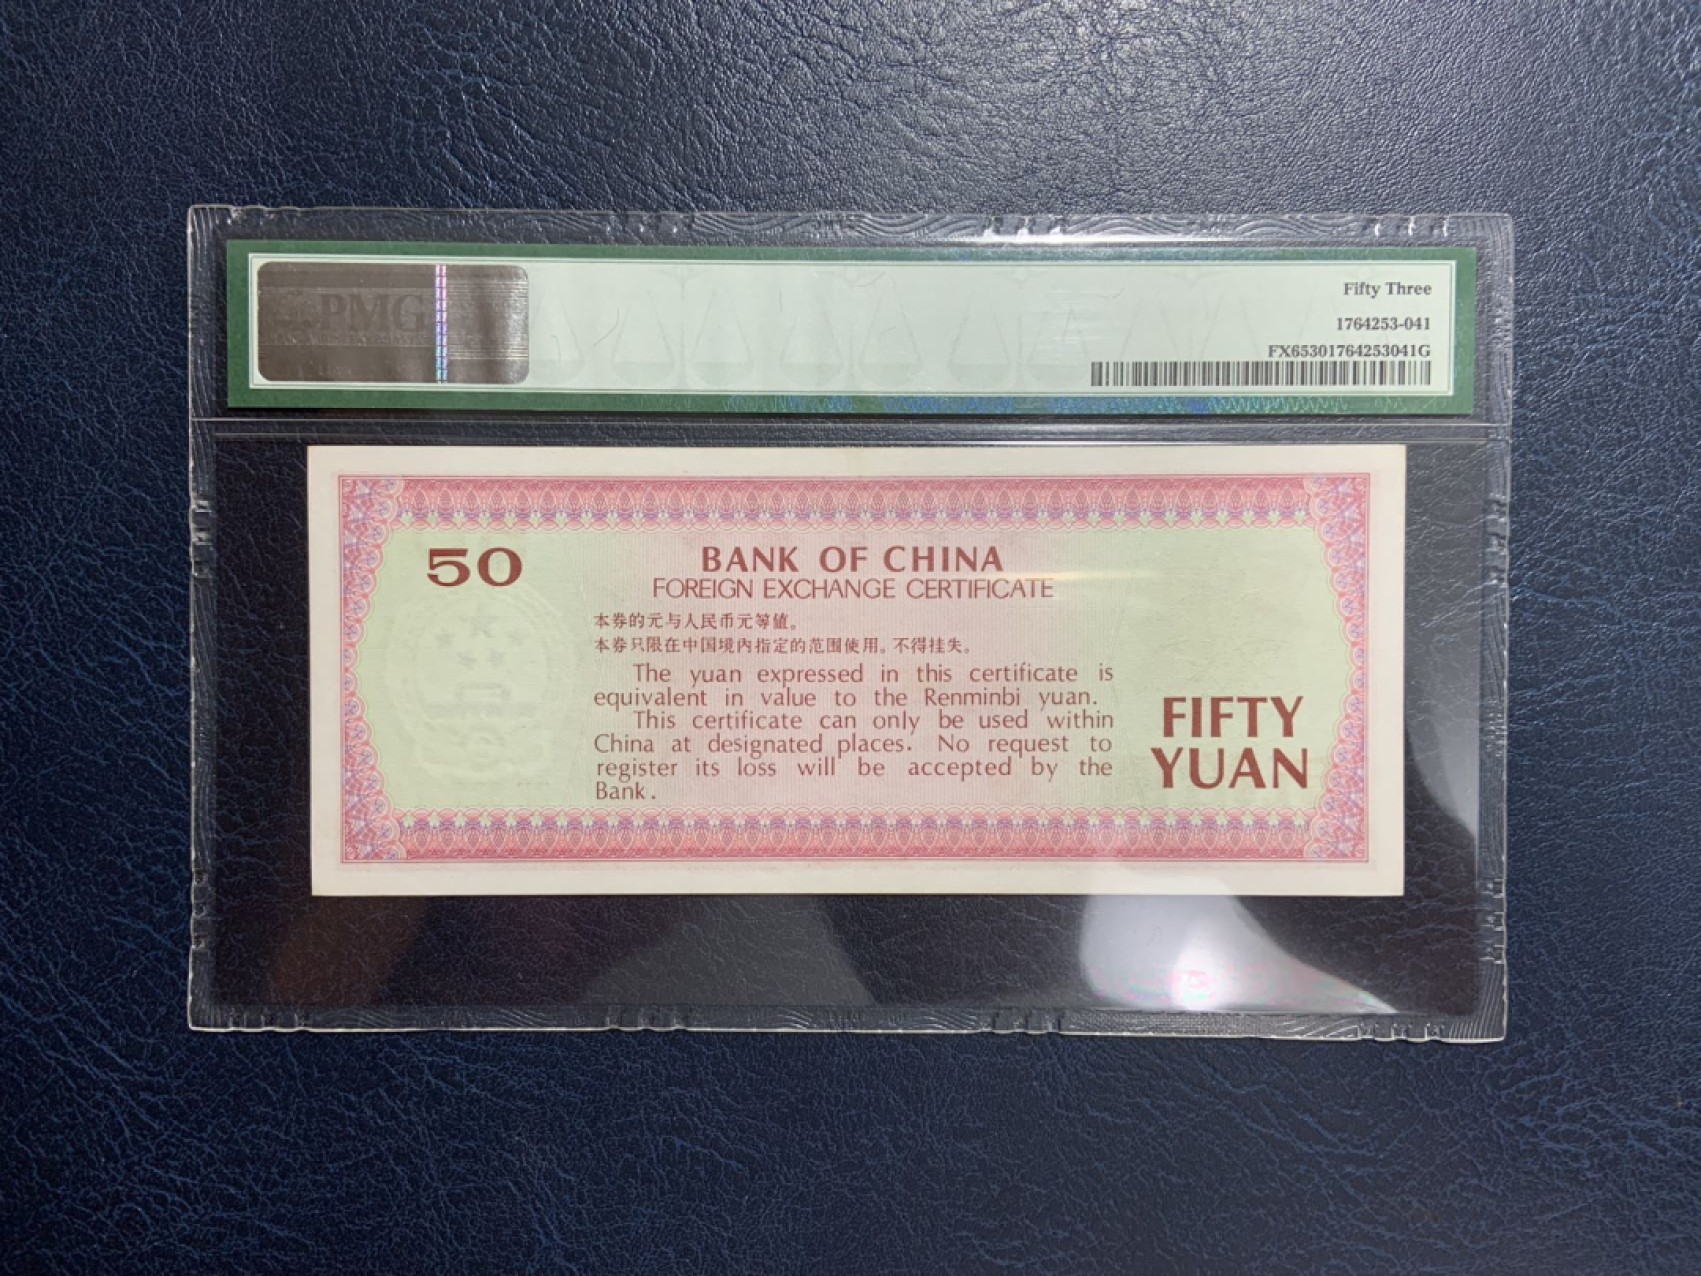 PMG
Fifty Three
1764253-041
FX65301764253041G
50
BANK OF CHINA
FOREIGN EXCHANGE CERTIFICATE
本券的元与人民币元等值。
本券只限在中国境内指定的范围使用。不得挂失。
The yuan expressed in this certificate is
equivalent in value to the Renminbi yuan.
This certificate can only be used within
China at designated places. No request to
register its loss will be accepted by the
Bank.
FIFTY
YUAN